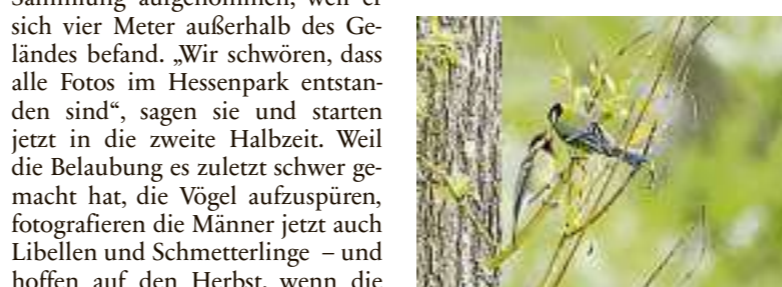 Sammlung aufgenommen, weil er
sich vier Meter außerhalb des Ge-
ländes befand. „Wir schwören, dass
alle Fotos im Hessenpark entstan-
den sind“, sagen sie und starten
jetzt in die zweite Halbzeit. Weil
die Belaubung es zuletzt schwer ge-
macht hat, die Vögel aufzuspüren,
fotografieren die Männer jetzt auch
Libellen und Schmetterlinge – und
hoffen auf den Herbst, wenn die